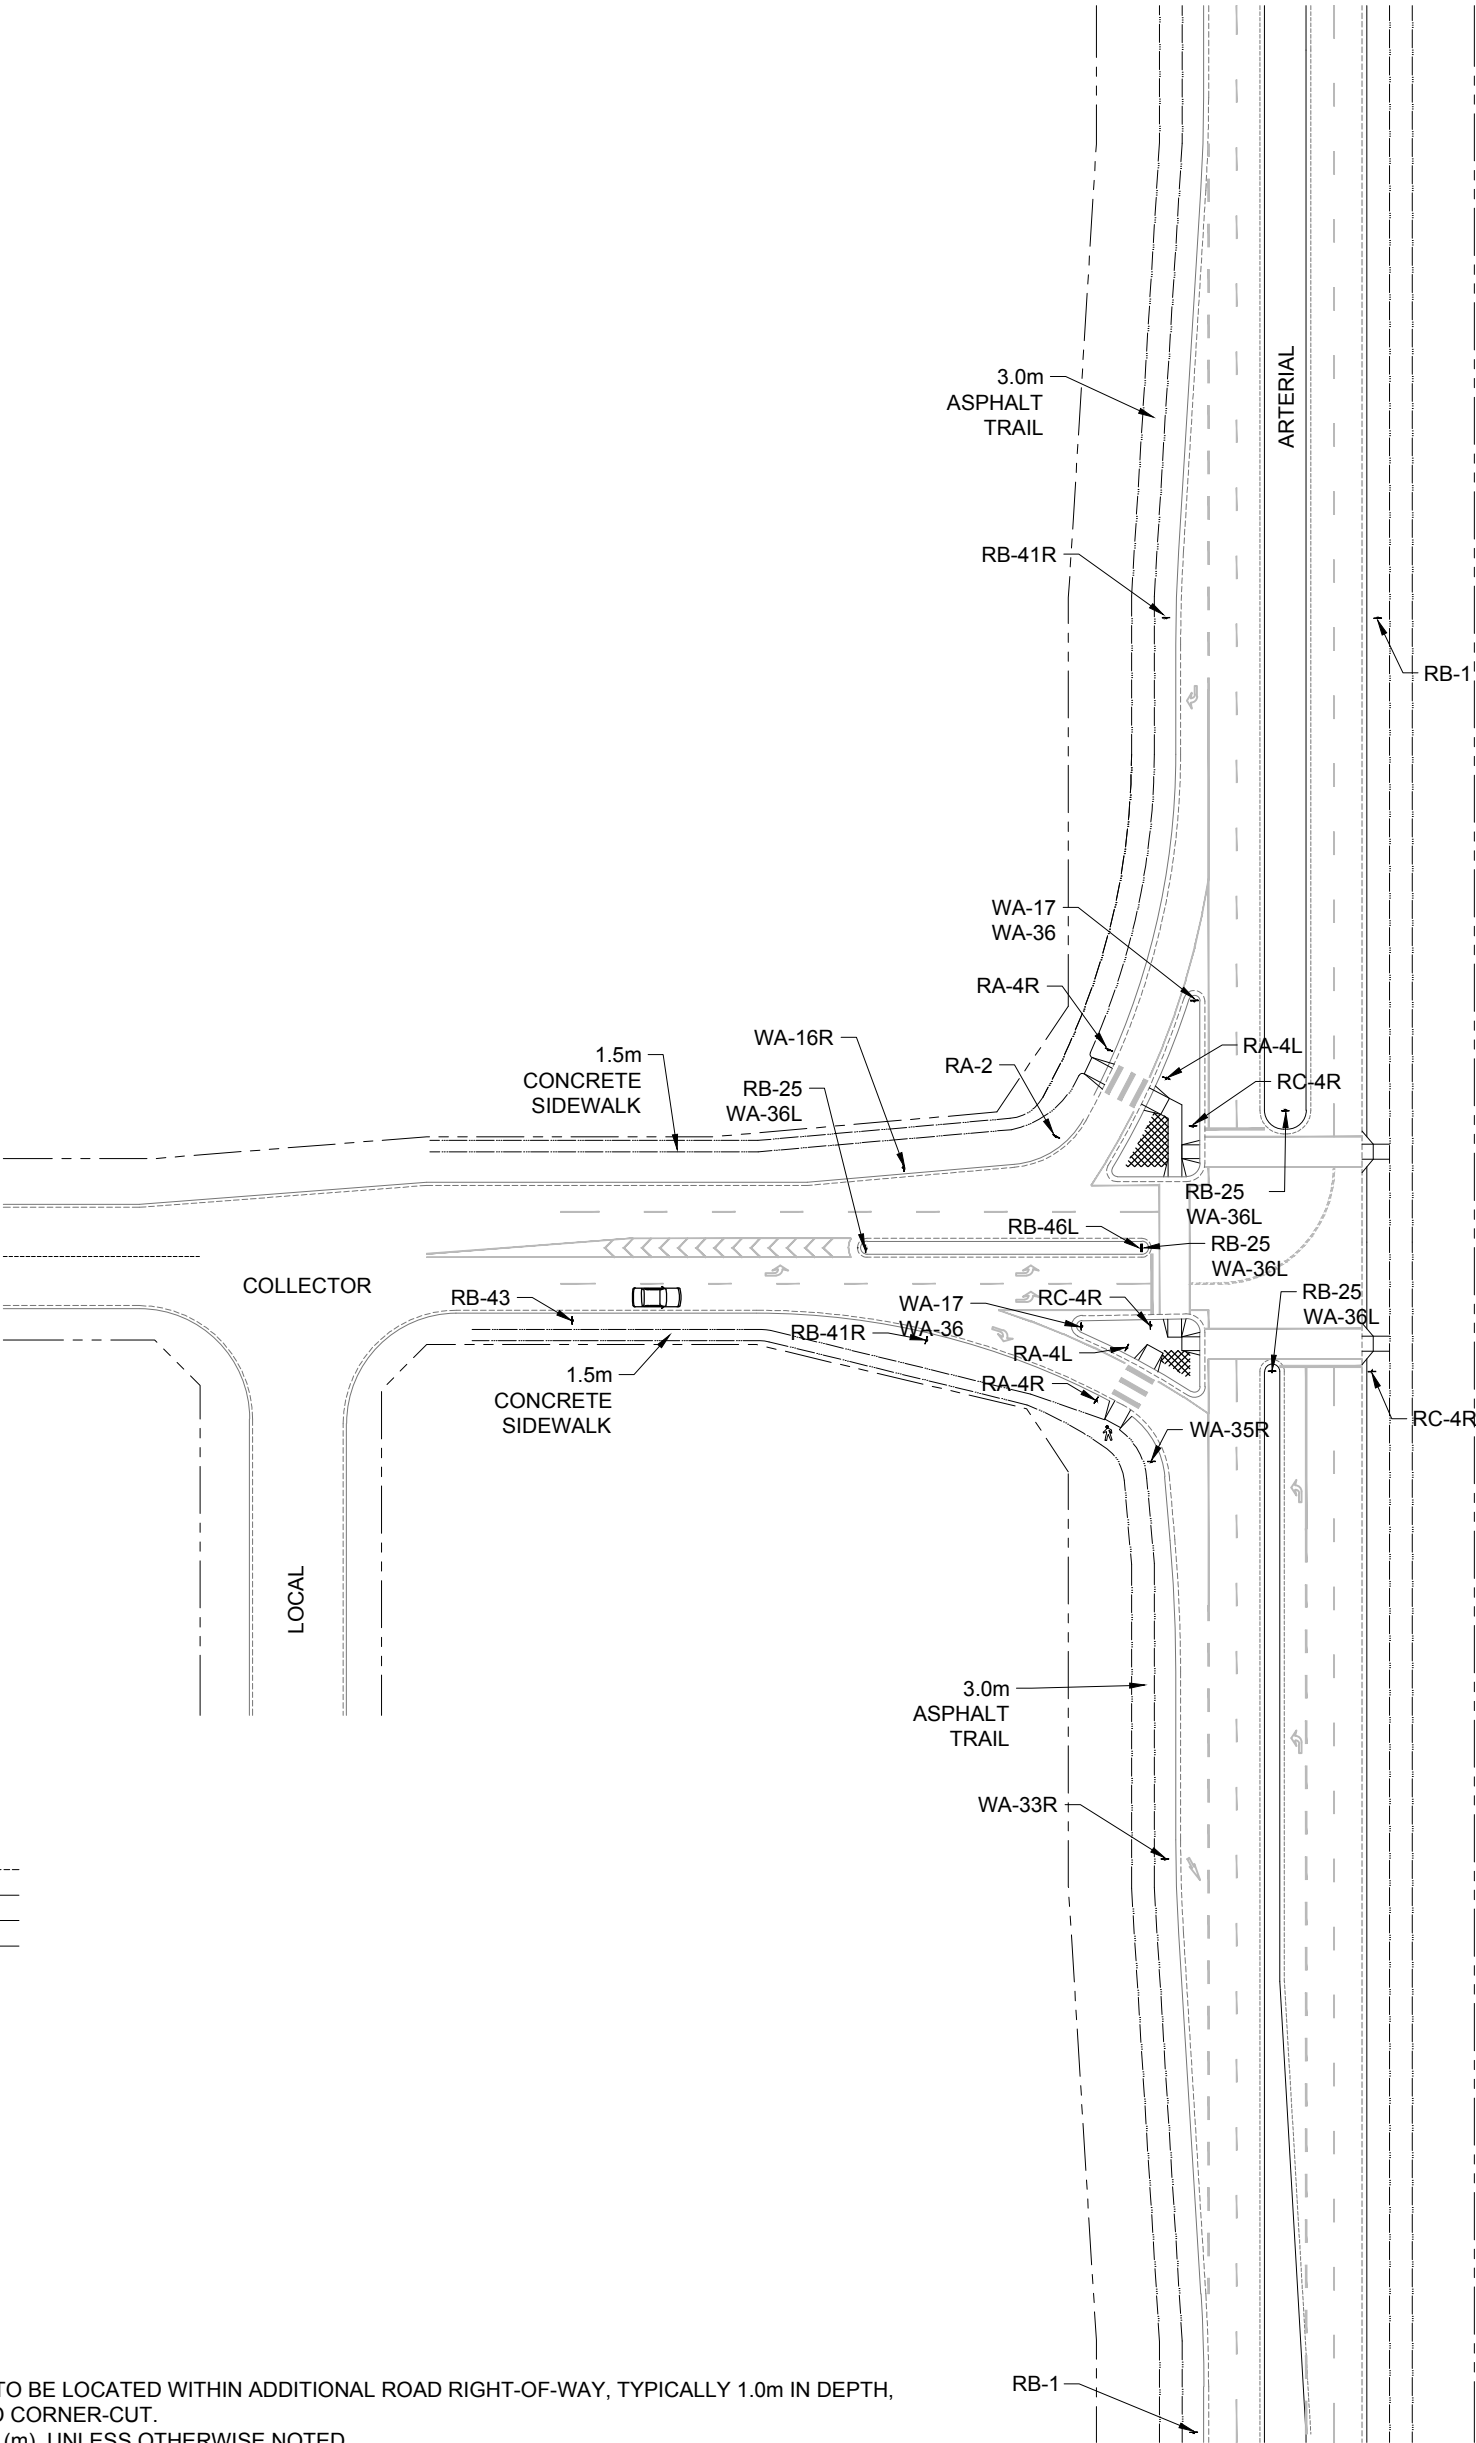 ARTERIAL
3.0m
ASPHALT
TRAIL
RB-41R
RB-1
WA-17
WA-36
RA-4R
WA-16R
RA-2
1.5m
CONCRETE
SIDEWALK
RB-25
WA-36L
RA-4L
RC-4R
RB-25
WA-36L
RB-46L
RB-25
WA-36L
COLLECTOR
RB-43
WA-17
WA-36
RC-4R
RB-25
WA-36L
RB-41R
RA-4L
1.5m
CONCRETE
SIDEWALK
RA-4R
WA-35R
RC-4R
LOCAL
3.0m
ASPHALT
TRAIL
WA-33R
RB-1
TO BE LOCATED WITHIN ADDITIONAL ROAD RIGHT-OF-WAY, TYPICALLY 1.0m IN DEPTH,
CORNER-CUT.
(m), UNLESS OTHERWISE NOTED